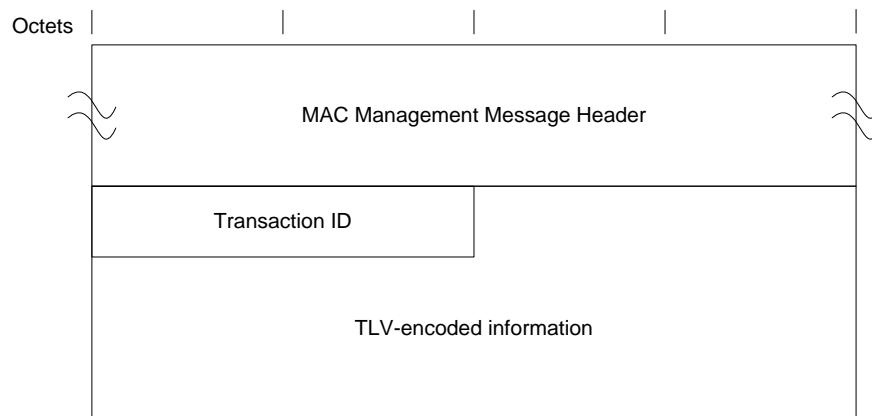 Octets
MAC Management Message Header
Transaction ID
TLV-encoded information